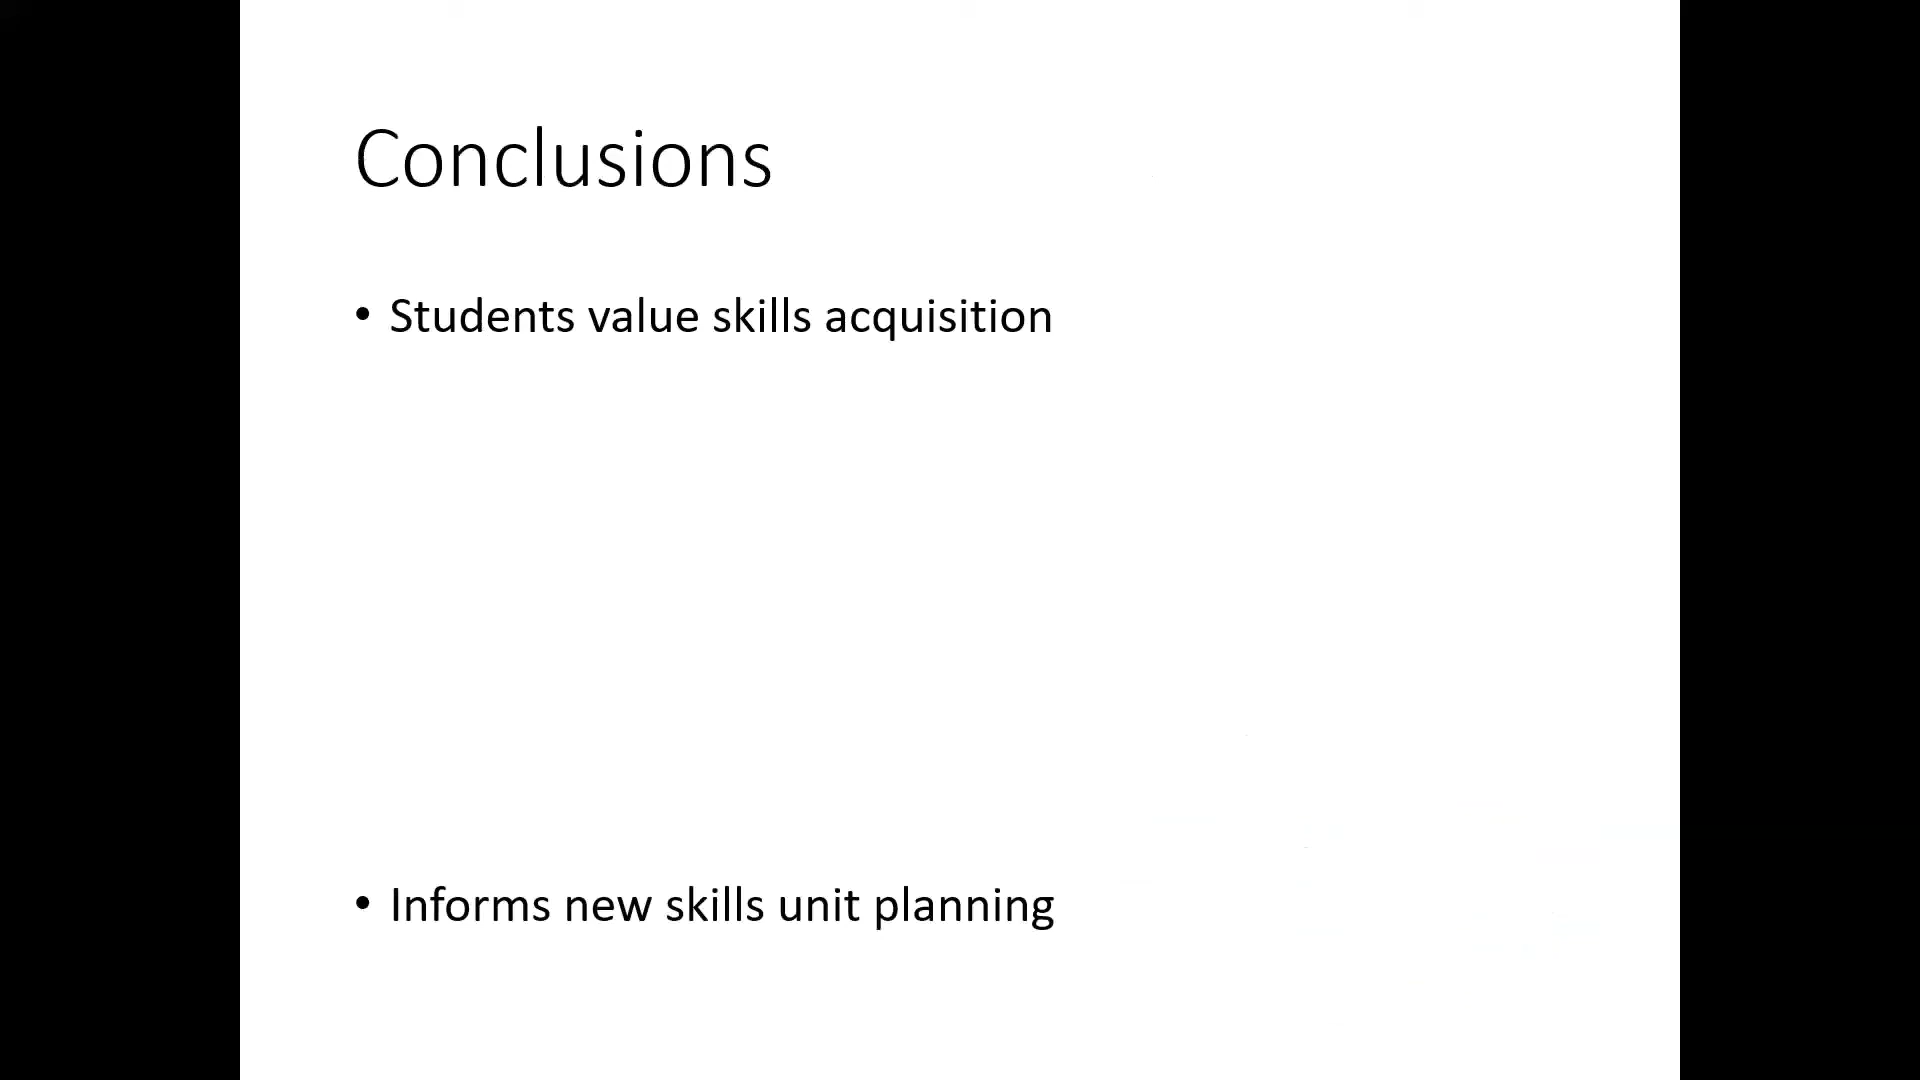 Conclusions
• Students value skills acquisition
• Informs new skills unit planning